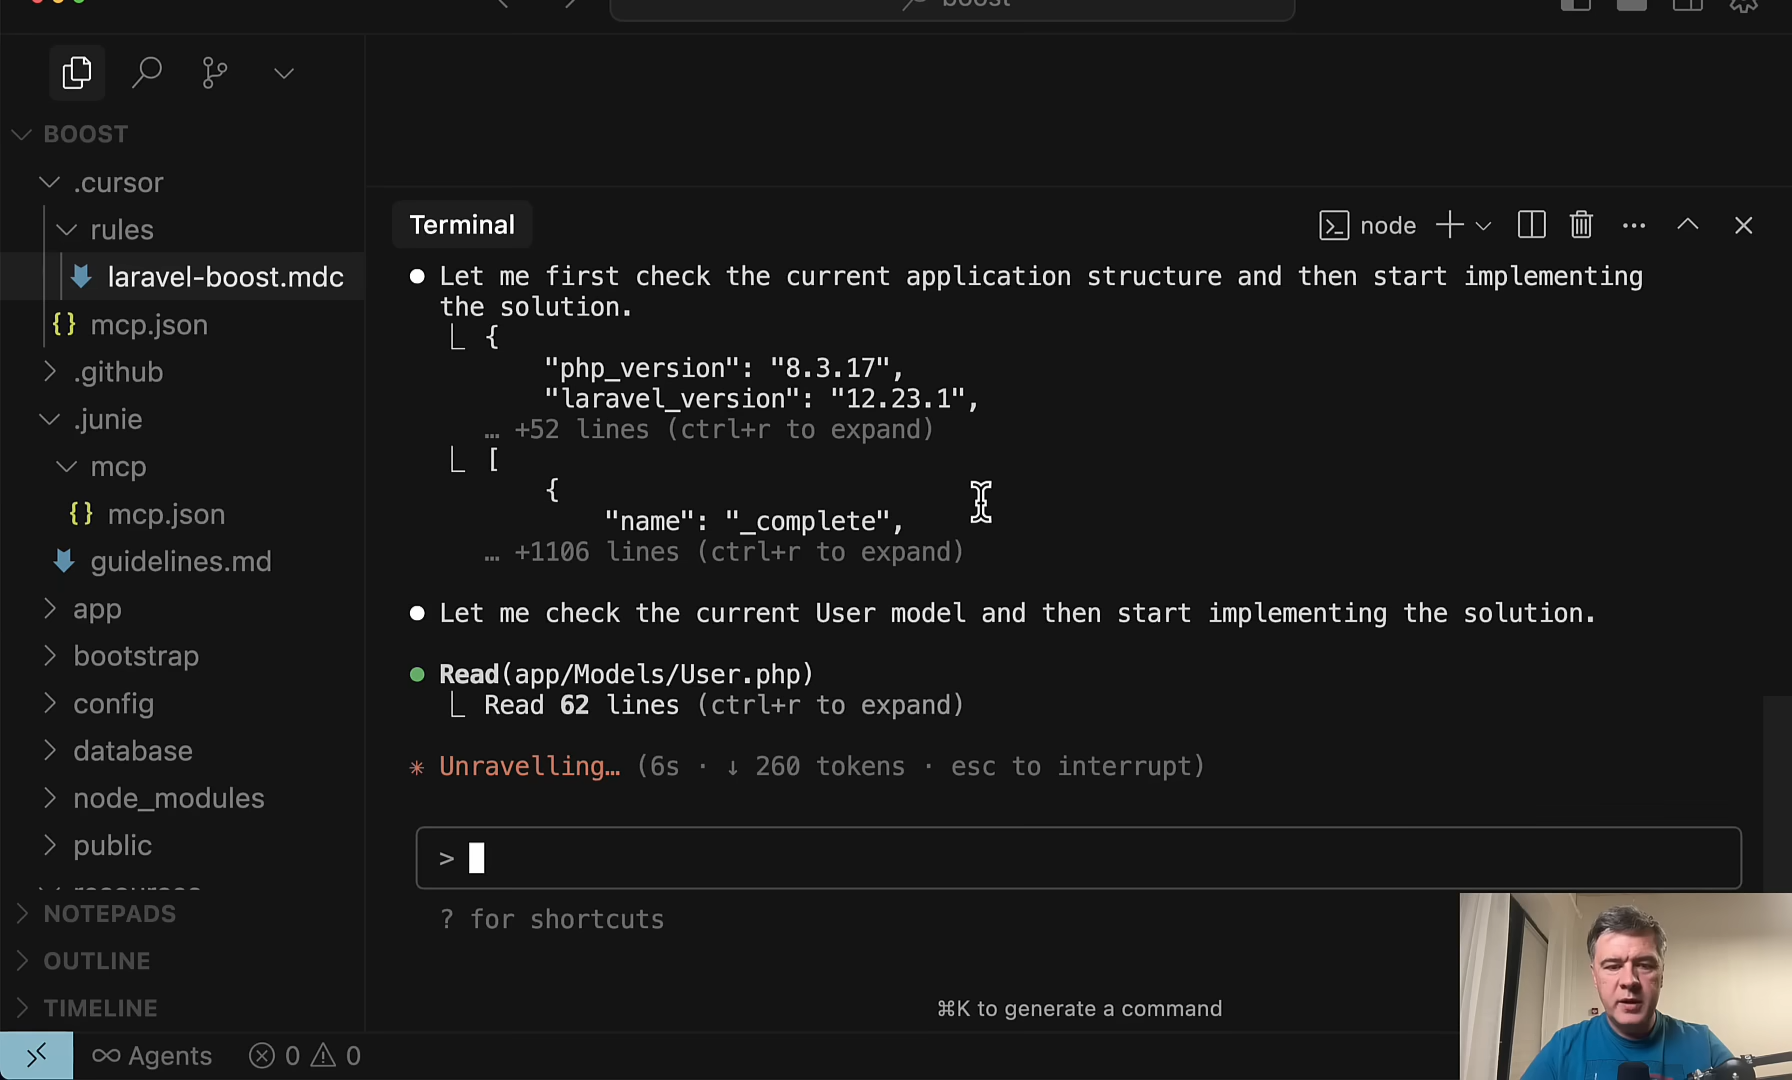 boost
BOOST
.cursor
rules
laravel-boost.mdc
{} mcp.json
.github
.junie
mcp
{} mcp.json
guidelines.md
app
bootstrap
config
database
node_modules
public
resources
NOTEPADS
OUTLINE
TIMELINE
Terminal
node
● Let me first check the current application structure and then start implementing
the solution.
⎿ {
"php_version": "8.3.17",
"laravel_version": "12.23.1",
… +52 lines (ctrl+r to expand)
⎿ [
{
"name": "_complete",
… +1106 lines (ctrl+r to expand)
● Let me check the current User model and then start implementing the solution.
● Read(app/Models/User.php)
⎿ Read 62 lines (ctrl+r to expand)
✳ Unravelling… (6s · ↓ 260 tokens · esc to interrupt)
>
? for shortcuts
⌘K to generate a command
Agents 0 0